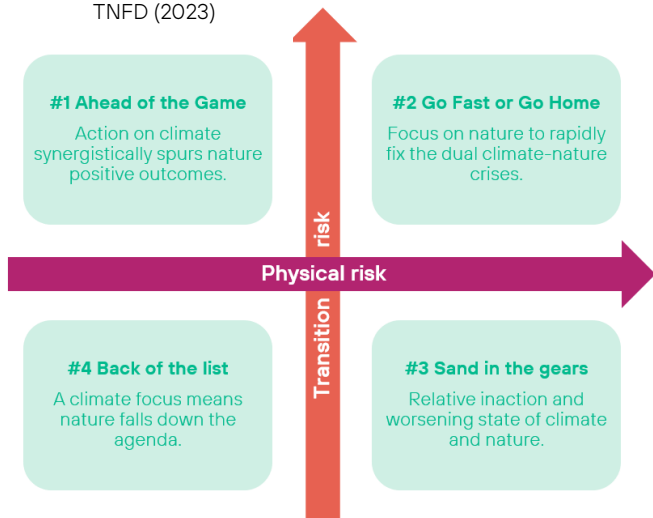 TNFD (2023)
#1 Ahead of the Game
Action on climate
synergistically spurs nature
positive outcomes.
#2 Go Fast or Go Home
Focus on nature to rapidly
fix the dual climate-nature
crises.
Transition risk
Physical risk
#4 Back of the list
A climate focus means
nature falls down the
agenda.
#3 Sand in the gears
Relative inaction and
worsening state of climate
and nature.